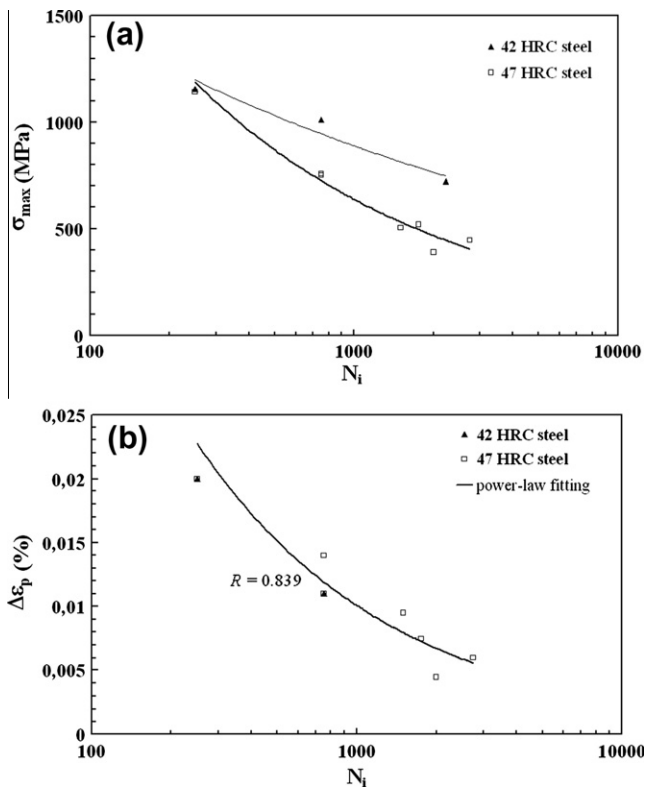 (a)
1500
1000
500
0
σmax (MPa)
42 HRC steel
47 HRC steel
100
1000
10000
Ni
(b)
0,025
0,02
0,015
0,01
0,005
0
Δεp (%)
42 HRC steel
47 HRC steel
power-law fitting
R = 0.839
100
1000
10000
Ni